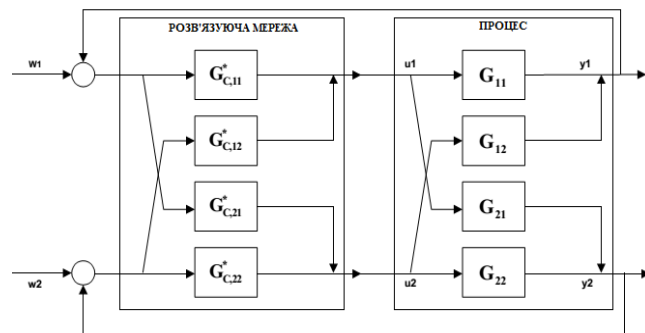 РОЗВ'ЯЗУЮЧА МЕРЕЖА
ПРОЦЕС
w1
G*C,11
u1
G11
y1
G*C,12
G12
G*C,21
G21
w2
G*C,22
u2
G22
y2